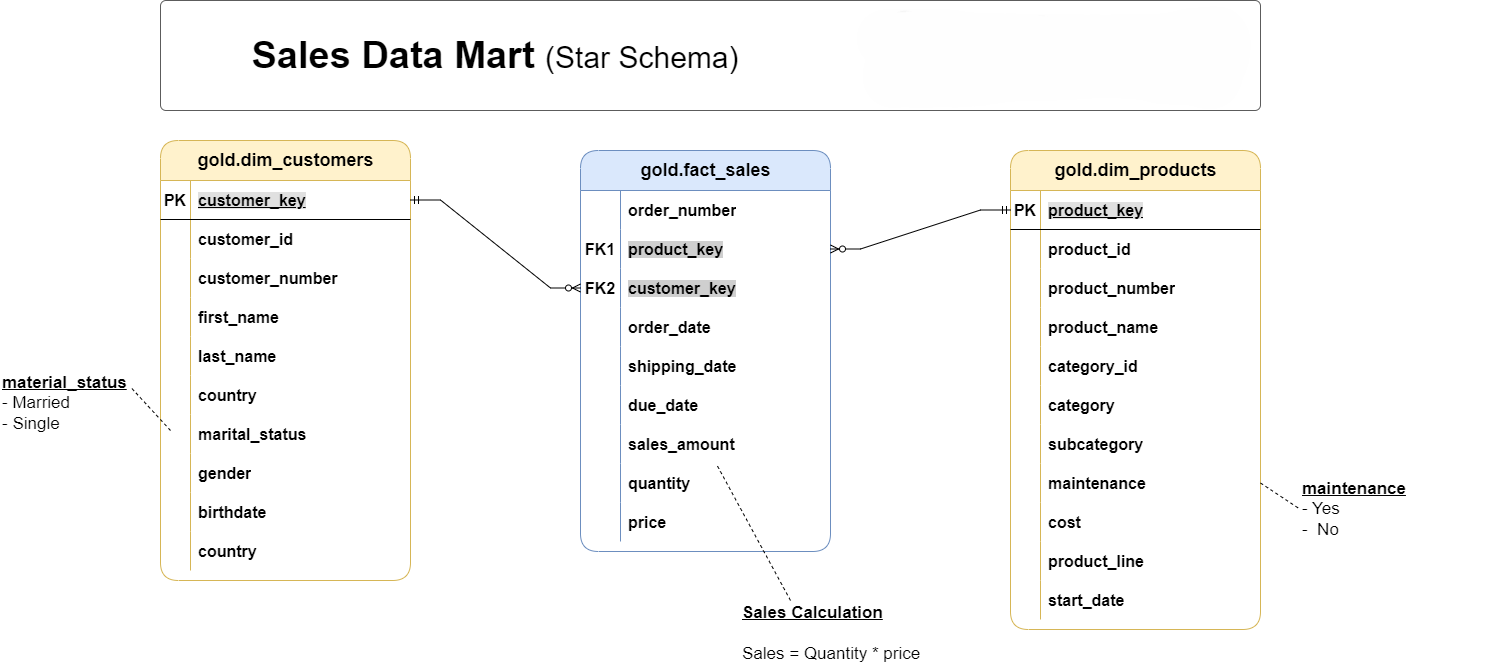 Sales Data Mart (Star Schema)
gold.dim_customers
PK customer_key
customer_id
customer_number
first_name
last_name
country
marital_status
gender
birthdate
country
material_status
- Married
- Single
gold.fact_sales
order_number
FK1 product_key
FK2 customer_key
order_date
shipping_date
due_date
sales_amount
quantity
price
Sales Calculation
Sales = Quantity * price
gold.dim_products
PK product_key
product_id
product_number
product_name
category_id
category
subcategory
maintenance
cost
product_line
start_date
maintenance
- Yes
- No